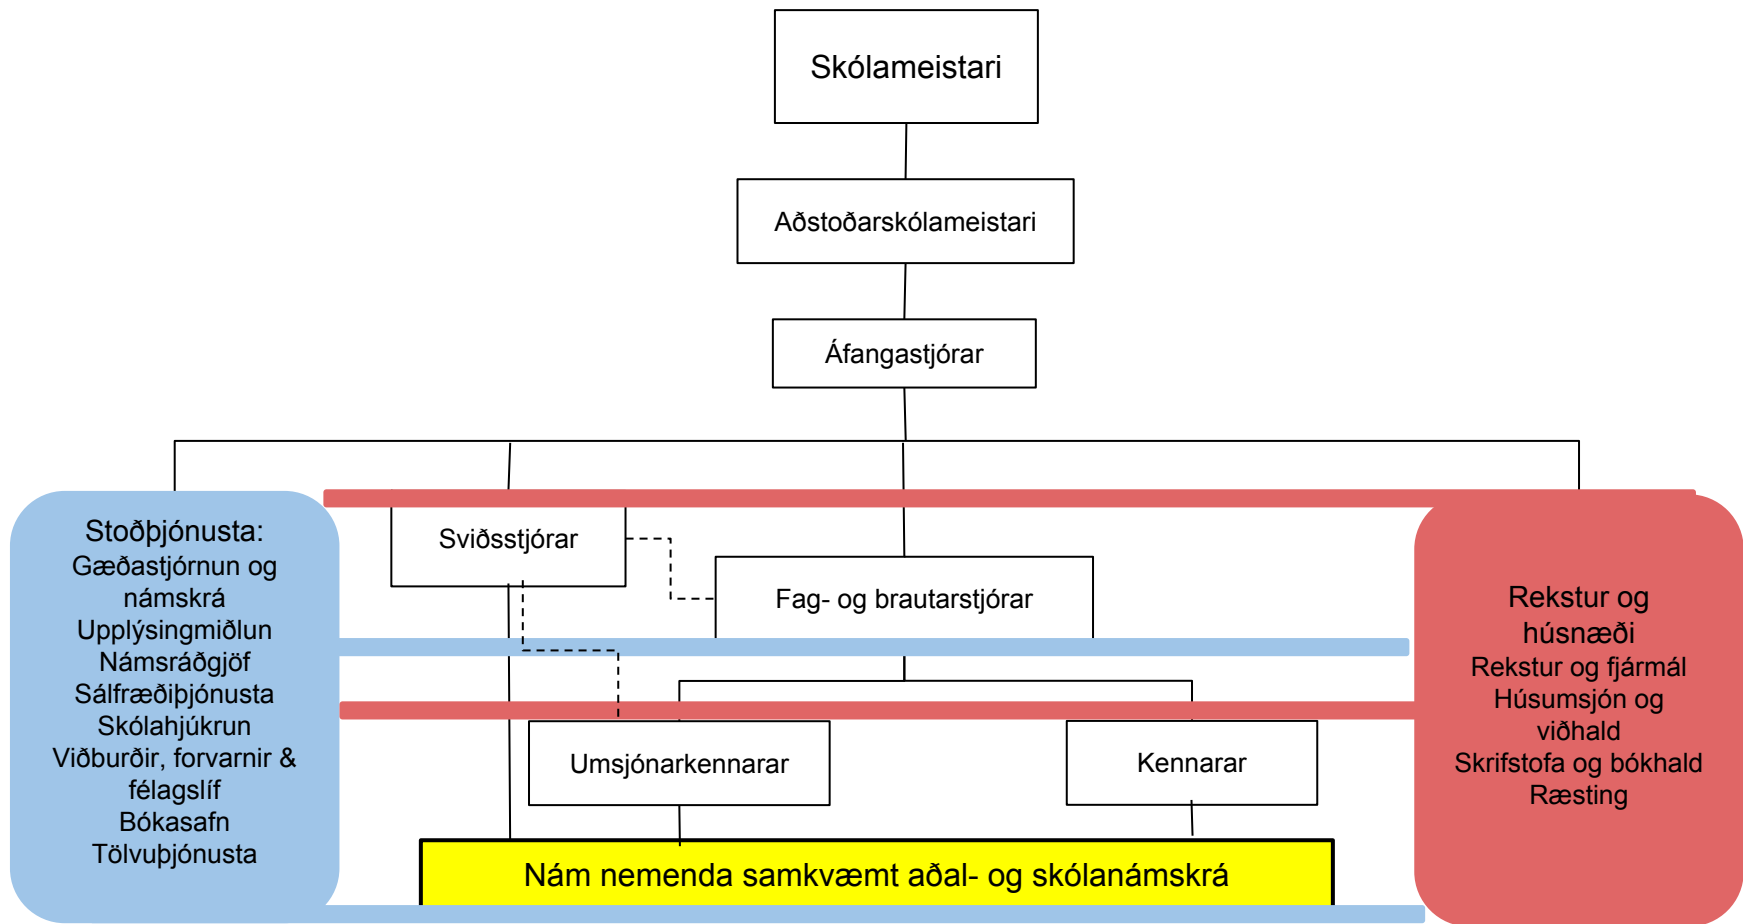 Skólameistari
Aðstoðarskólameistari
Áfangastjórar
Stoðþjónusta:
Gæðastjórnun og
námskrá
Upplýsingmiðlun
Námsráðgjöf
Sálfræðiþjónusta
Skólahjúkrun
Viðburðir, forvarnir &
félagslíf
Bókasafn
Tölvuþjónusta
Sviðsstjórar
Fag- og brautarstjórar
Umsjónarkennarar
Kennarar
Nám nemenda samkvæmt aðal- og skólanámskrá
Rekstur og
húsnæði
Rekstur og fjármál
Húsumsjón og
viðhald
Skrifstofa og bókhald
Ræsting